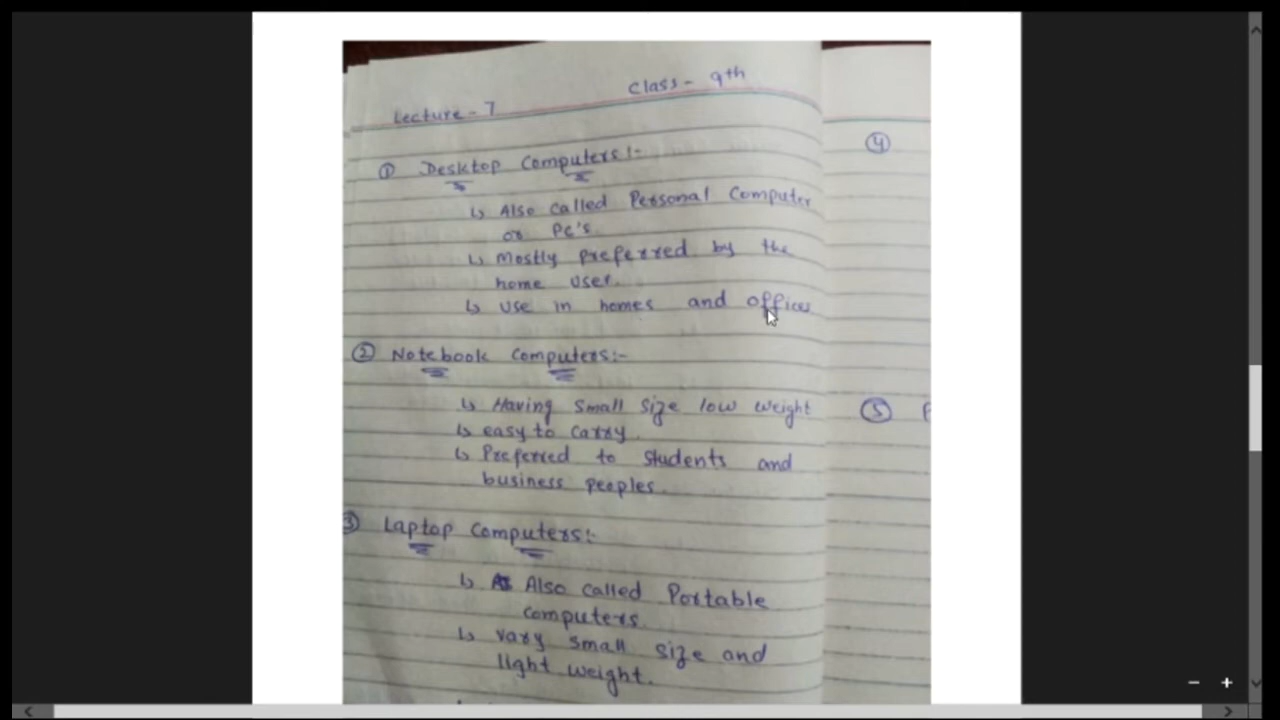 Class - 9th
Lecture - 7
① Desktop Computers :-
↳ Also called Personal Computer
or PC's.
↳ Mostly preferred by the
home user.
↳ Use in homes and offices
② Notebook Computers:-
↳ Having small size low weight
↳ easy to carry.
↳ Preferred to students and
business peoples.
③ Laptop Computers:-
↳ Also called Portable
computers.
↳ vary small size and
light weight.
④
⑤